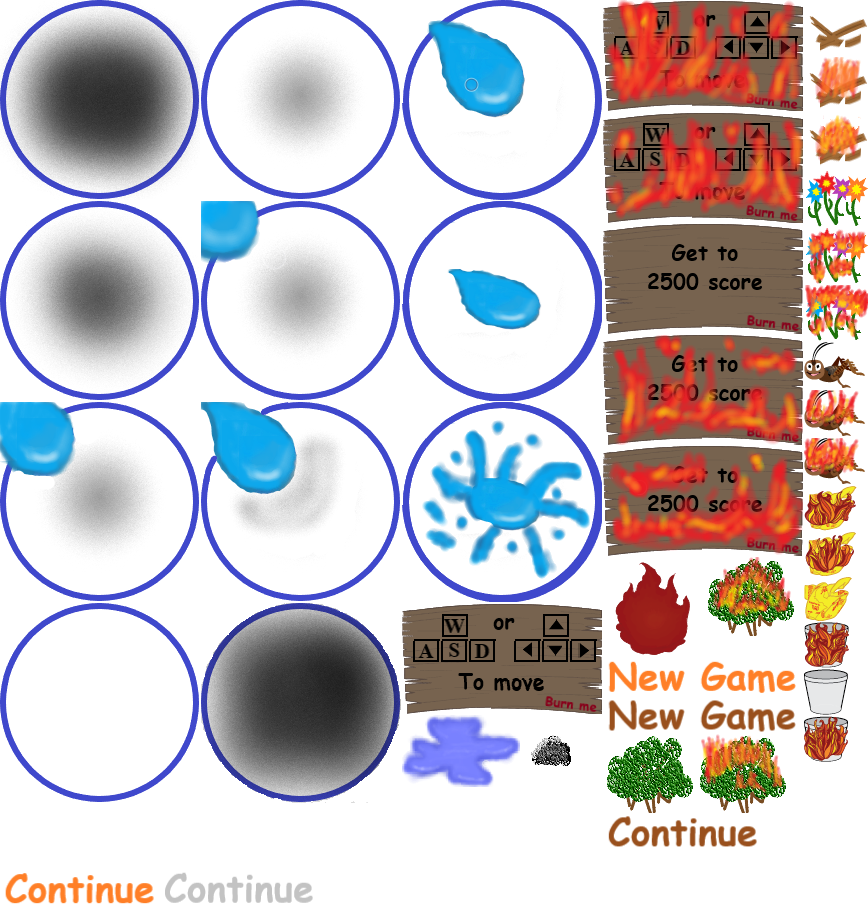 W or
A S D
To move
Burn me
W or
A S D
To move
Burn me
Get to
2500 score
Burn me
Get to
2500 score
Burn me
Get to
2500 score
Burn me
W or
A S D
To move
Burn me
New Game
New Game
Continue
Continue Continue